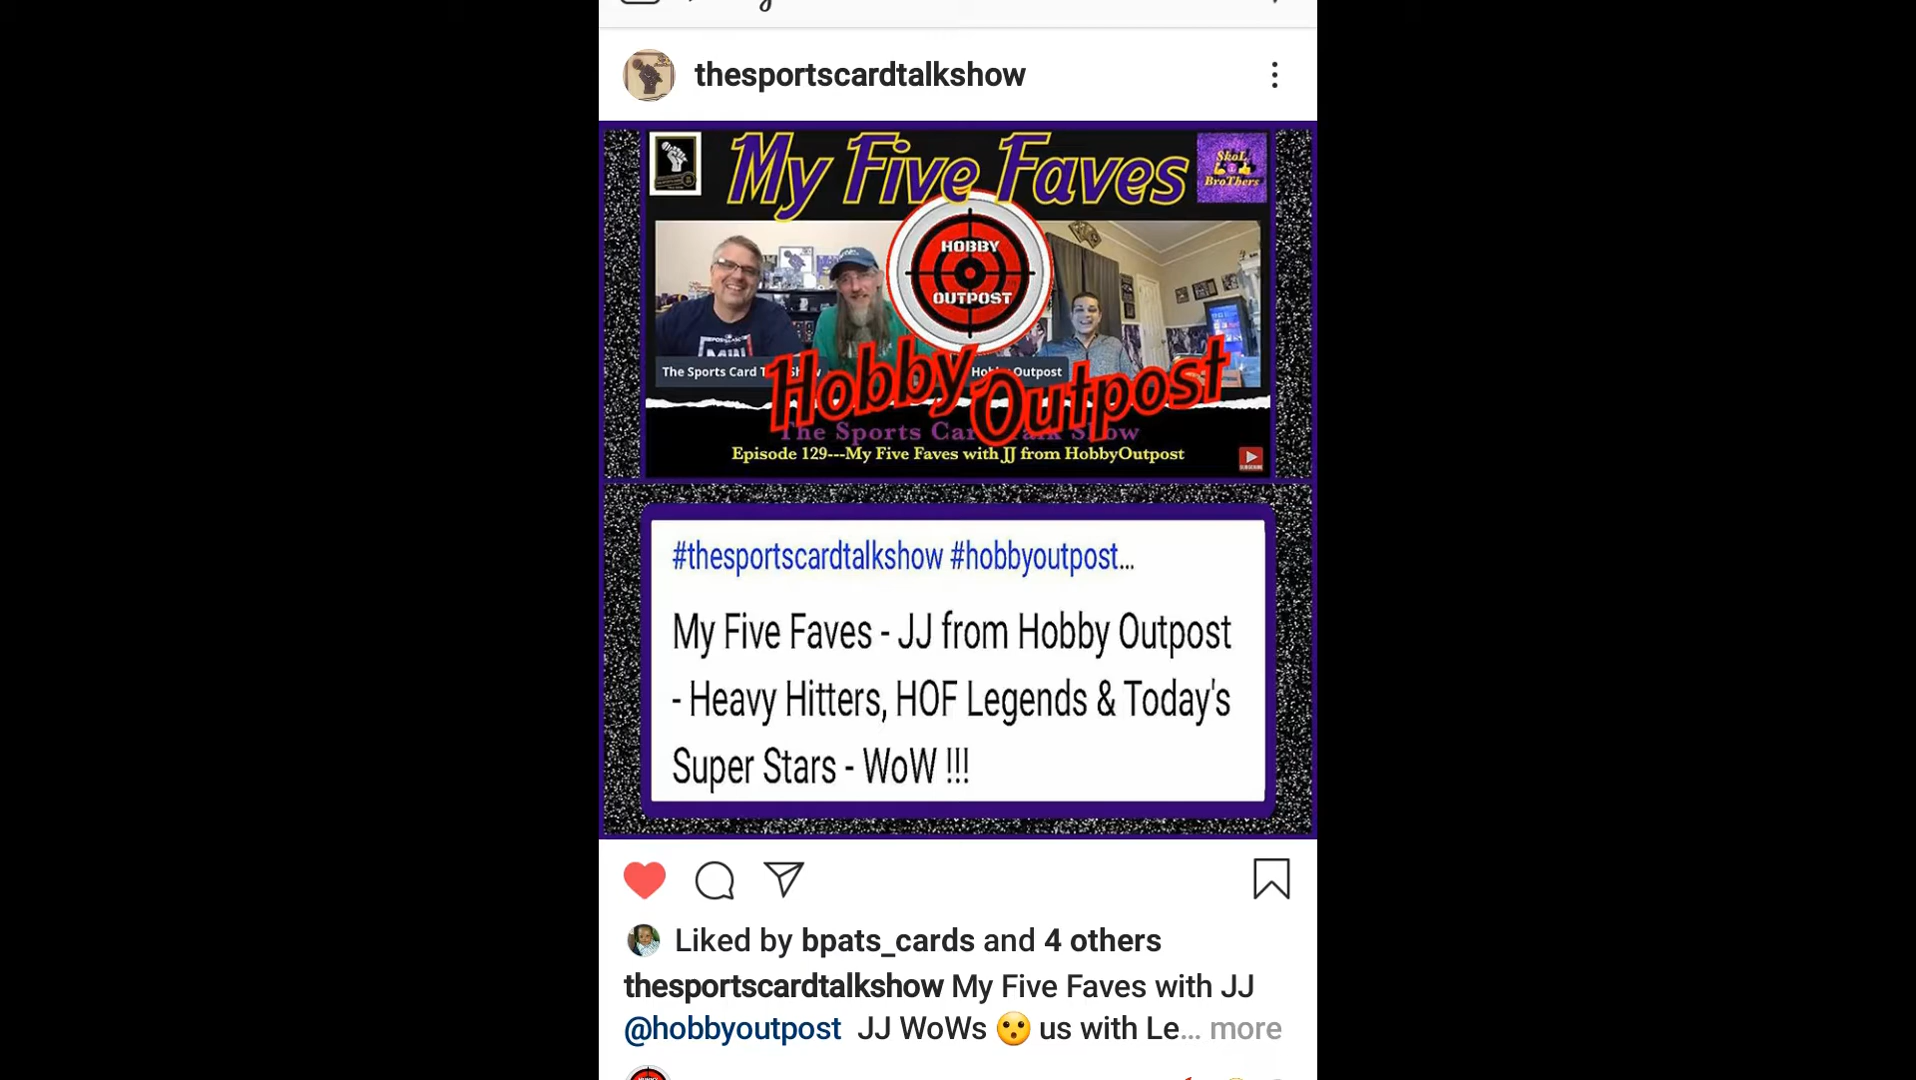 thesportscardtalkshow
My Five Faves
Skol
BroThers
HOBBY
OUTPOST
The Sports Card T Show
Hobby Outpost
Hobby Outpost
The Sports Card Talk Show
Episode 129---My Five Faves with JJ from HobbyOutpost
#thesportscardtalkshow #hobbyoutpost...
My Five Faves - JJ from Hobby Outpost
- Heavy Hitters, HOF Legends & Today's
Super Stars - WoW !!!
Liked by bpats_cards and 4 others
thesportscardtalkshow My Five Faves with JJ
@hobbyoutpost JJ WoWs 😮 us with Le... more